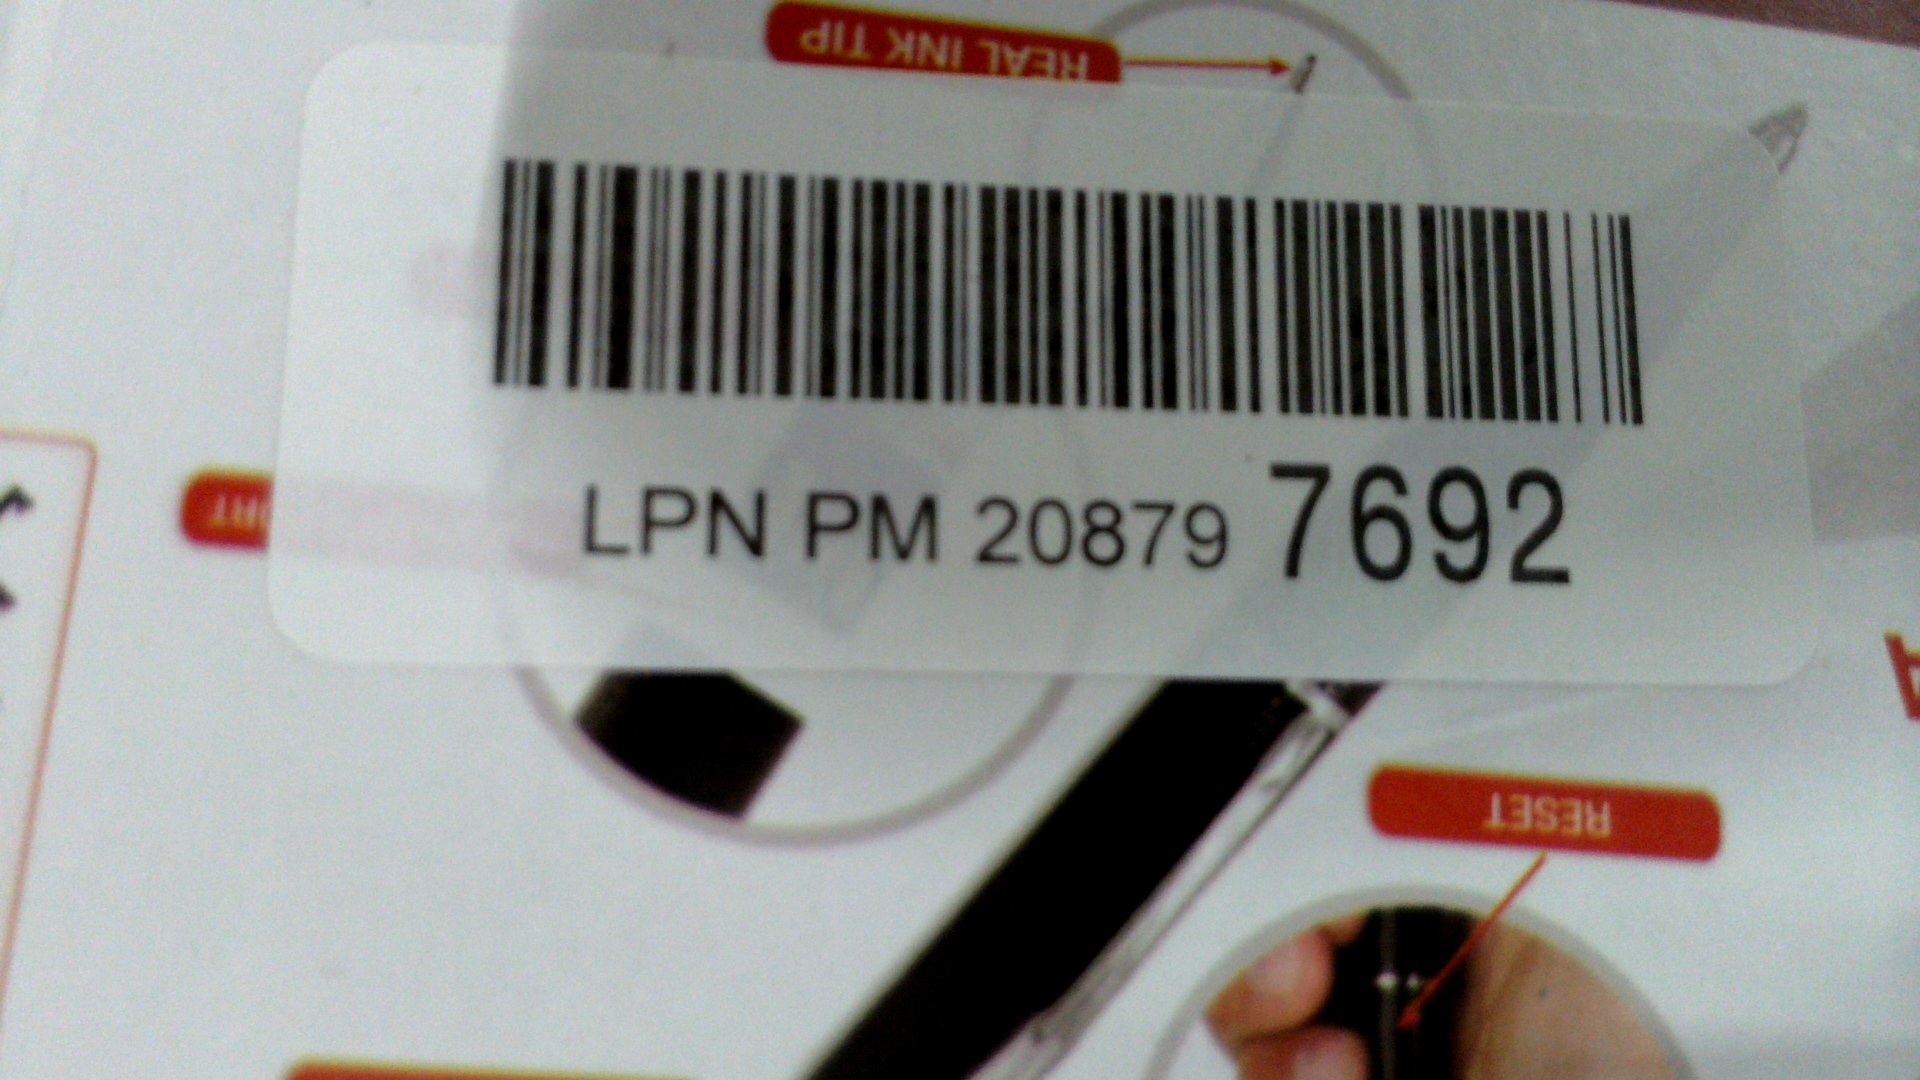 REAL INK TIP
LPN PM 20879 7692
RESET